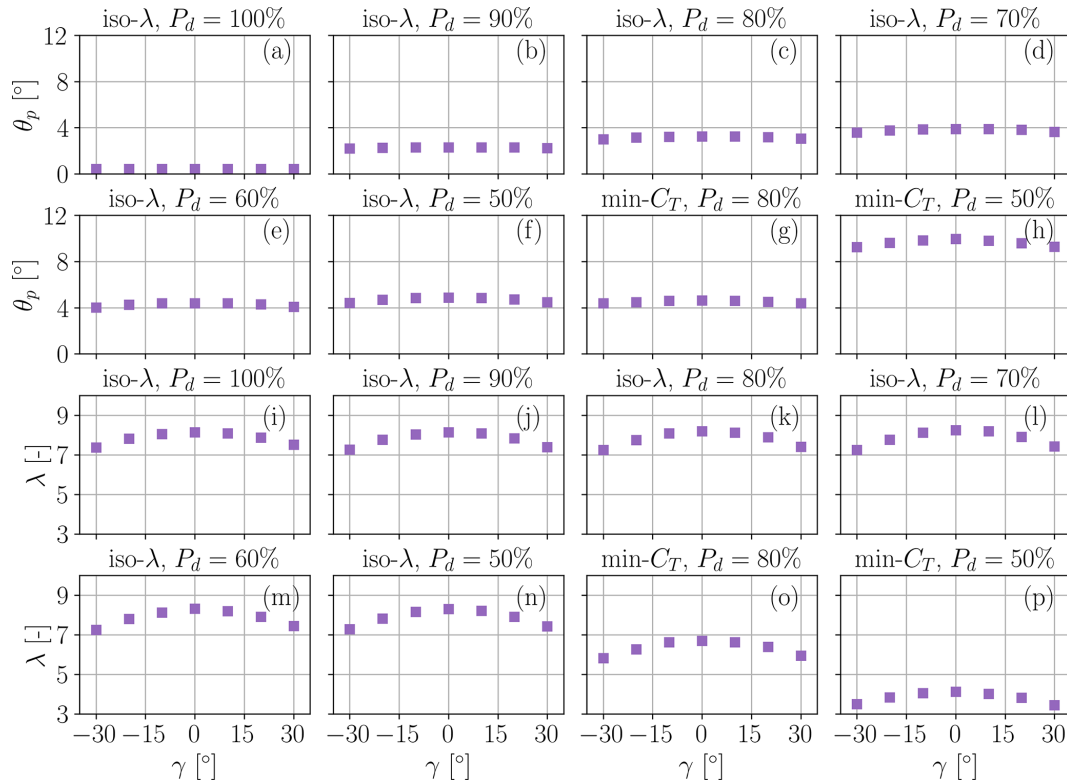 iso-λ, P_d = 100% iso-λ, P_d = 90% iso-λ, P_d = 80% iso-λ, P_d = 70%
12 (a) (b) (c) (d)
8
θ_p [°]
4
0
iso-λ, P_d = 60% iso-λ, P_d = 50% min-C_T, P_d = 80% min-C_T, P_d = 50%
12 (e) (f) (g) (h)
8
θ_p [°]
4
0
iso-λ, P_d = 100% iso-λ, P_d = 90% iso-λ, P_d = 80% iso-λ, P_d = 70%
9 (i) (j) (k) (l)
7
λ [-]
5
3
iso-λ, P_d = 60% iso-λ, P_d = 50% min-C_T, P_d = 80% min-C_T, P_d = 50%
9 (m) (n) (o) (p)
7
λ [-]
5
3
−30 −15 0 15 30 −30 −15 0 15 30 −30 −15 0 15 30 −30 −15 0 15 30
γ [°] γ [°] γ [°] γ [°]